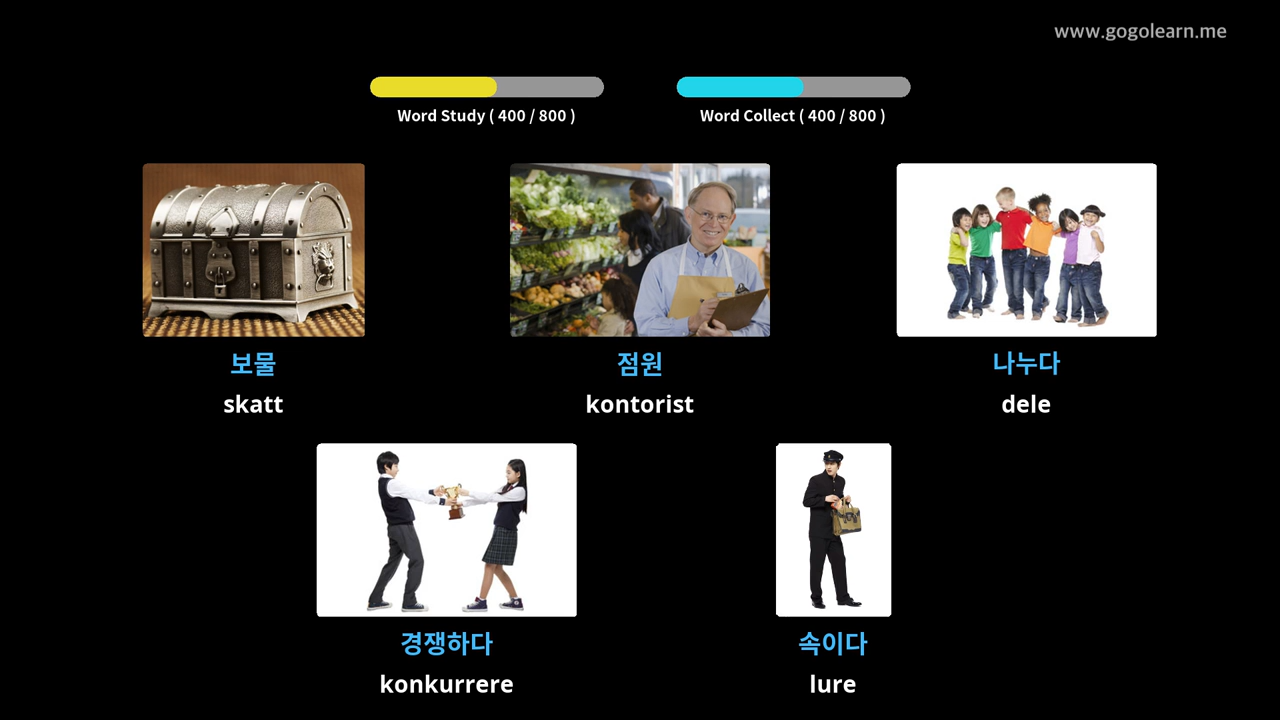 www.gogolearn.me
Word Study ( 400 / 800 )
Word Collect ( 400 / 800 )
보물
skatt
점원
kontorist
나누다
dele
경쟁하다
konkurrere
속이다
lure